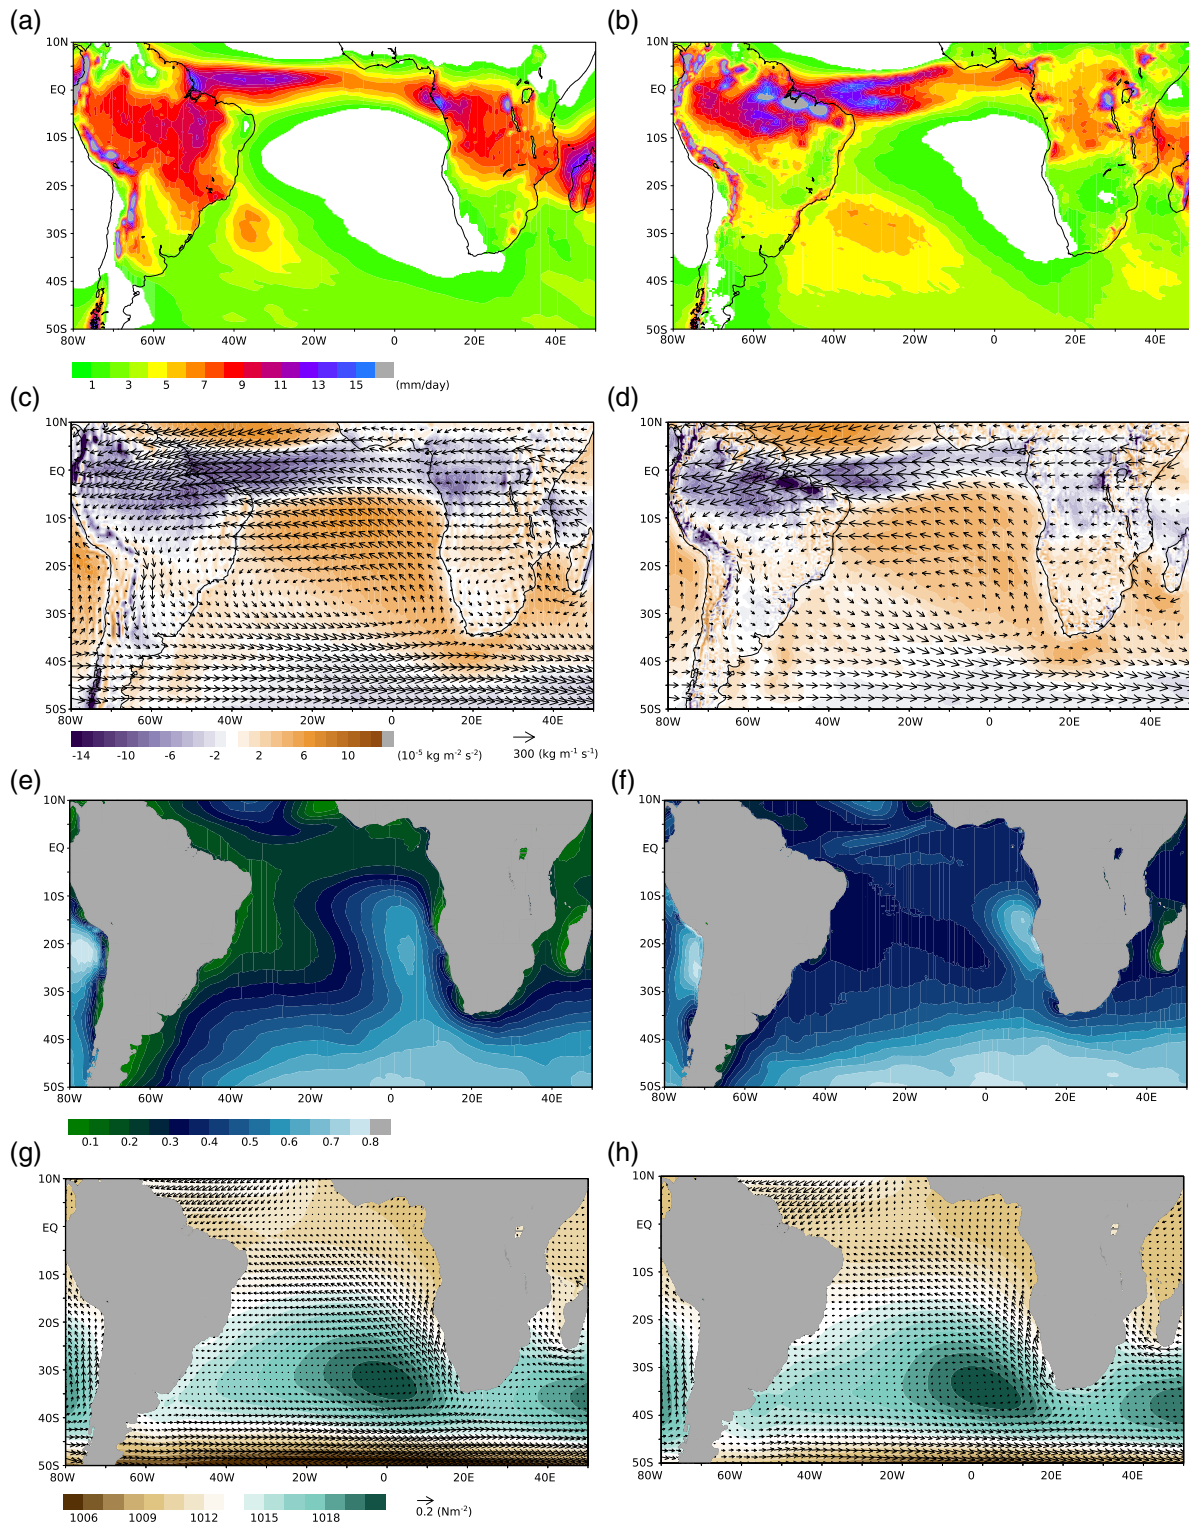 (a) (b)
10N 10N
EQ EQ
10S 10S
20S 20S
30S 30S
40S 40S
50S 50S
80W 60W 40W 20W 0 20E 40E 80W 60W 40W 20W 0 20E 40E
1 3 5 7 9 11 13 15 (mm/day)
(c) (d)
10N 10N
EQ EQ
10S 10S
20S 20S
30S 30S
40S 40S
50S 50S
80W 60W 40W 20W 0 20E 40E 80W 60W 40W 20W 0 20E 40E
-14 -10 -6 -2 2 6 10 (10⁻⁵ kg m⁻² s⁻²) 300 (kg m⁻¹ s⁻¹)
(e) (f)
10N 10N
EQ EQ
10S 10S
20S 20S
30S 30S
40S 40S
50S 50S
80W 60W 40W 20W 0 20E 40E 80W 60W 40W 20W 0 20E 40E
0.1 0.2 0.3 0.4 0.5 0.6 0.7 0.8
(g) (h)
10N 10N
EQ EQ
10S 10S
20S 20S
30S 30S
40S 40S
50S 50S
80W 60W 40W 20W 0 20E 40E 80W 60W 40W 20W 0 20E 40E
1006 1009 1012 1015 1018 0.2 (Nm⁻²)